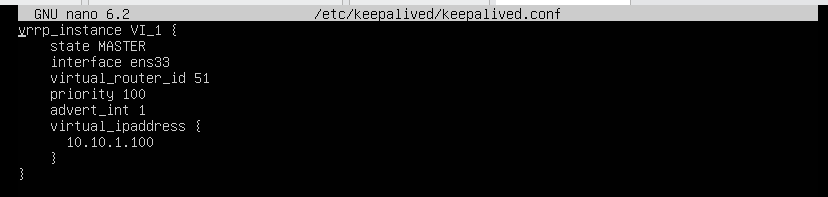 GNU nano 6.2 /etc/keepalived/keepalived.conf
vrrp_instance VI_1 {
    state MASTER
    interface ens33
    virtual_router_id 51
    priority 100
    advert_int 1
    virtual_ipaddress {
      10.10.1.100
    }
}